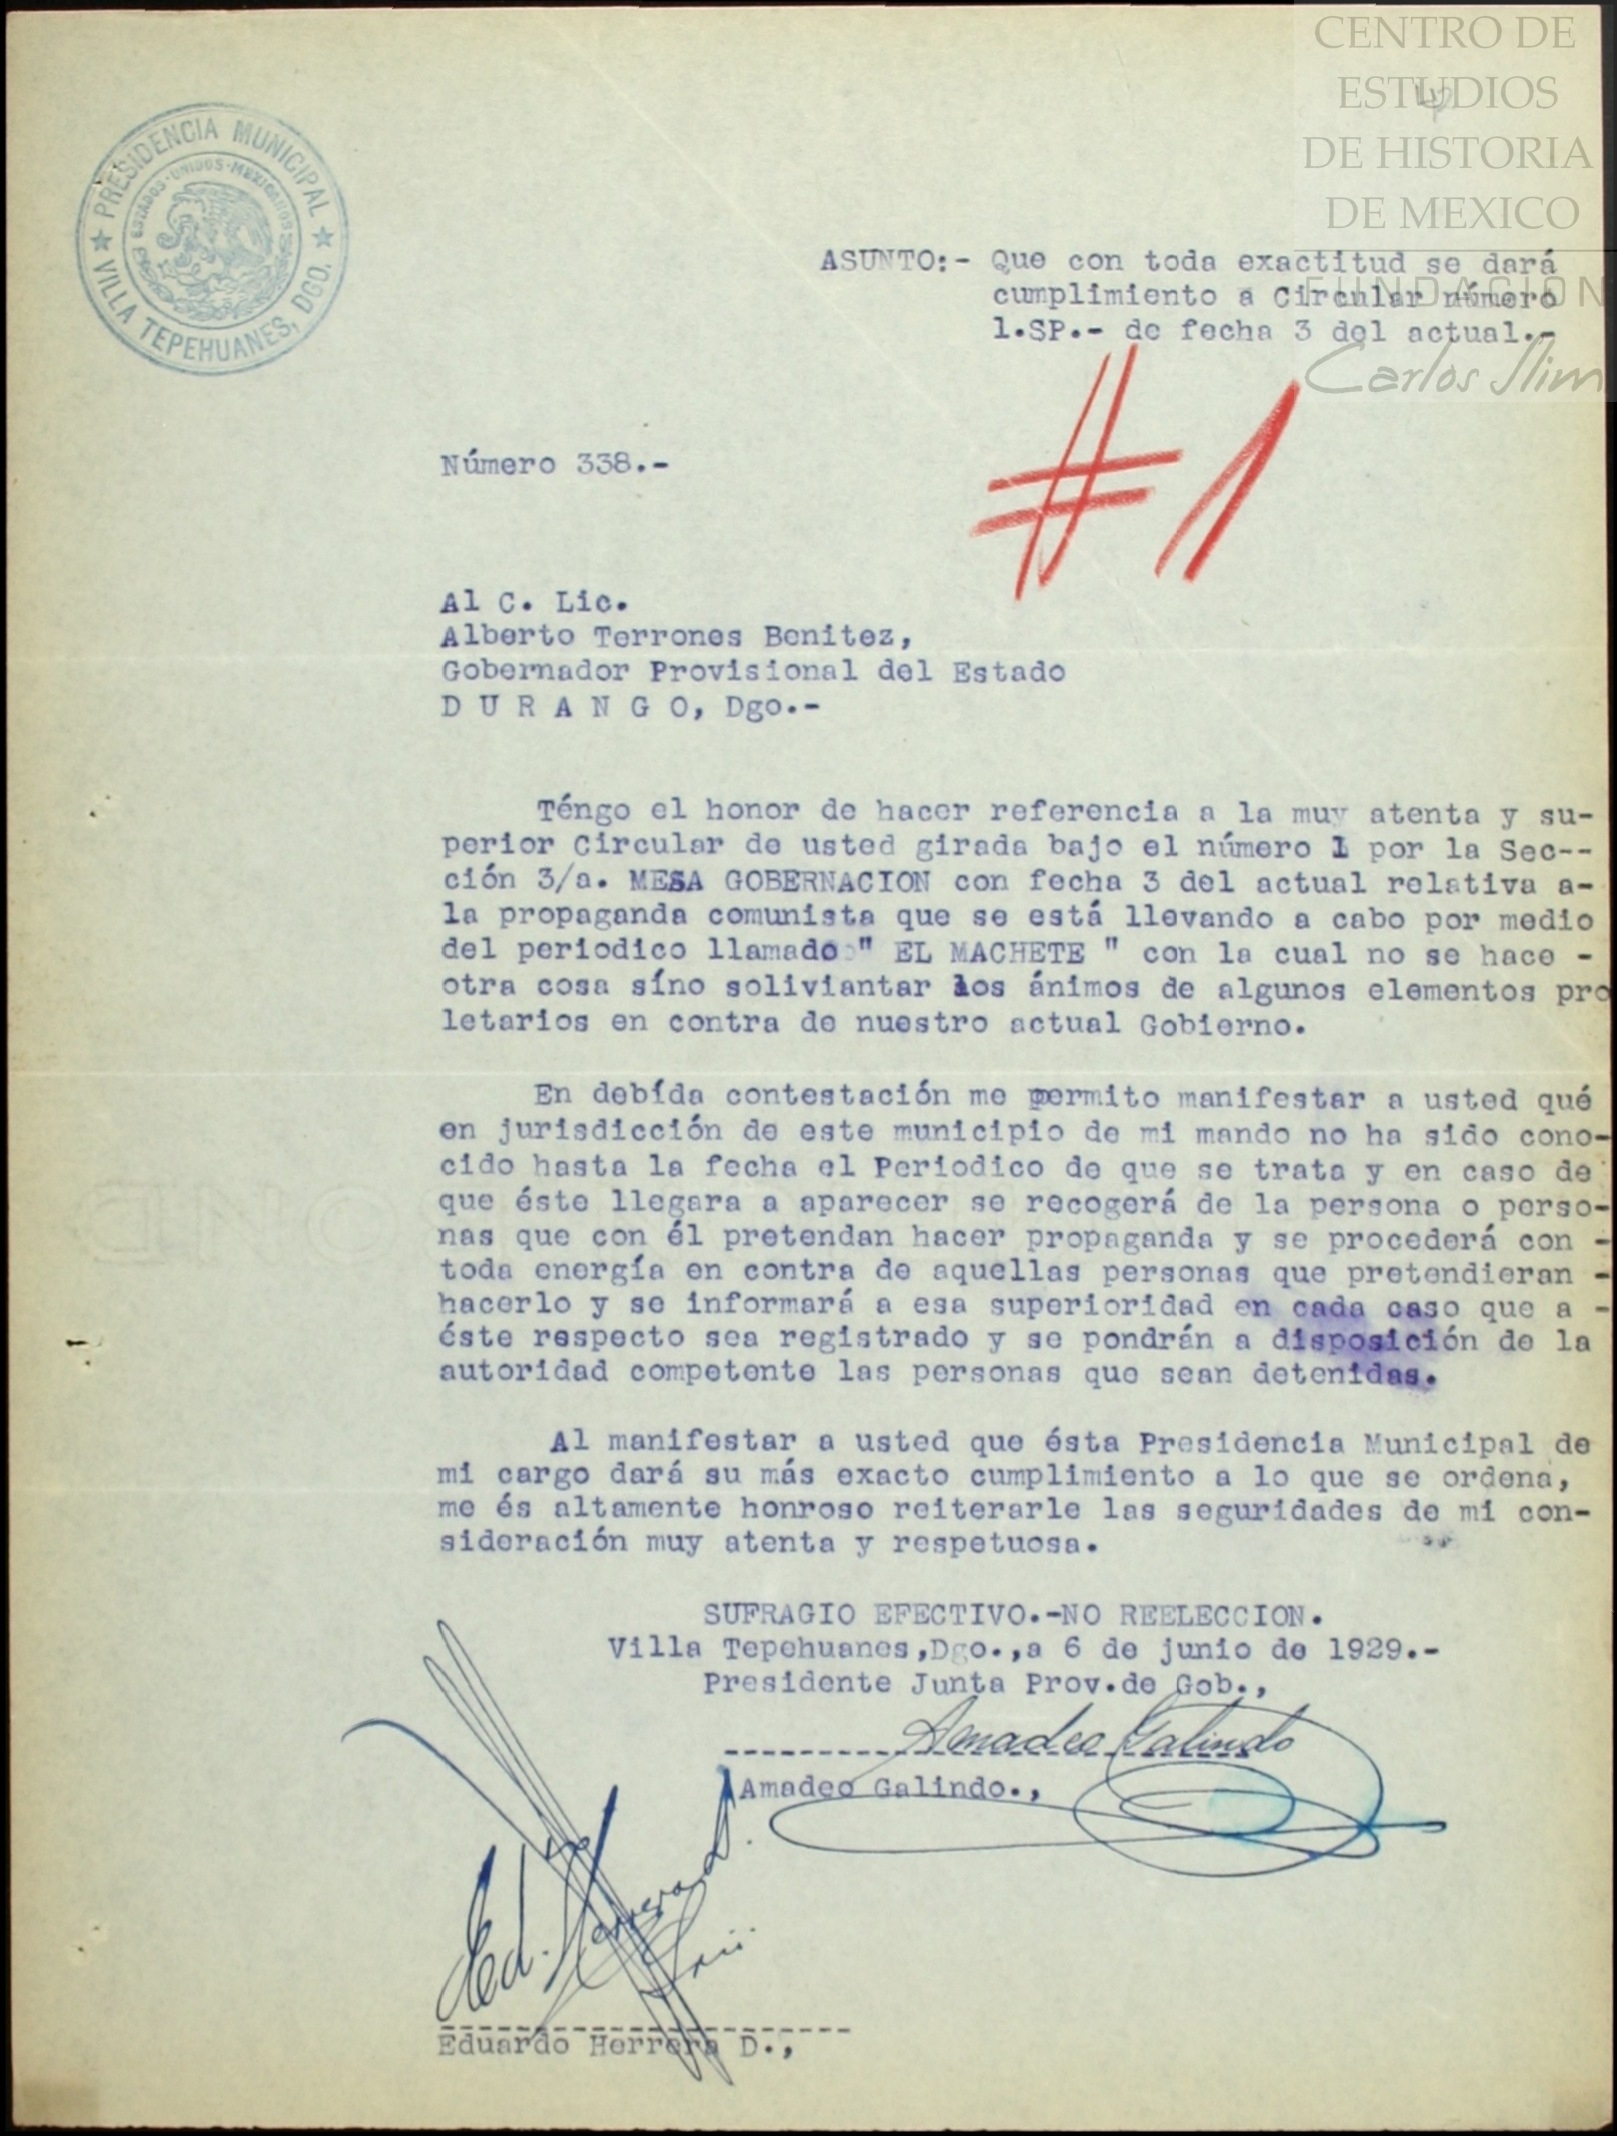 CENTRO DE
ESTUDIOS
DE HISTORIA
DE MEXICO
FUNDACION
Carlos Slim
PRESIDENCIA MUNICIPAL
ESTADOS·UNIDOS·MEXICANOS
VILLA TEPEHUANES, DGO.
ASUNTO:- Que con toda exactitud se dará
cumplimiento a Circular número
1.SP.- de fecha 3 del actual.-
#1
Número 338.-
Al C. Lic.
Alberto Terrones Benitez,
Gobernador Provisional del Estado
D U R A N G O, Dgo.-
Téngo el honor de hacer referencia a la muy atenta y su-
perior Circular de usted girada bajo el número 1 por la Sec--
ción 3/a. MESA GOBERNACION con fecha 3 del actual relativa a-
la propaganda comunista que se está llevando a cabo por medio
del periodico llamado " EL MACHETE " con la cual no se hace -
otra cosa síno soliviantar los ánimos de algunos elementos pro
letarios en contra de nuestro actual Gobierno.
En debída contestación me permito manifestar a usted qué
en jurisdicción de este municipio de mi mando no ha sido cono-
cido hasta la fecha el Periodico de que se trata y en caso de
que éste llegara a aparecer se recogerá de la persona o perso-
nas que con él pretendan hacer propaganda y se procederá con -
toda energía en contra de aquellas personas que pretendieran -
hacerlo y se informará a esa superioridad en cada caso que a -
éste respecto sea registrado y se pondrán a disposición de la
autoridad competente las personas que sean detenidas.
Al manifestar a usted que ésta Presidencia Municipal de
mi cargo dará su más exacto cumplimiento a lo que se ordena,
me és altamente honroso reiterarle las seguridades de mi con-
sideración muy atenta y respetuosa.
SUFRAGIO EFECTIVO.-NO REELECCION.
Villa Tepehuanes,Dgo.,a 6 de junio de 1929.-
Presidente Junta Prov.de Gob.,
Amadeo Galindo
Amadeo Galindo.,
Ed. Herrera D.
Srio.
Eduardo Herrera D.,